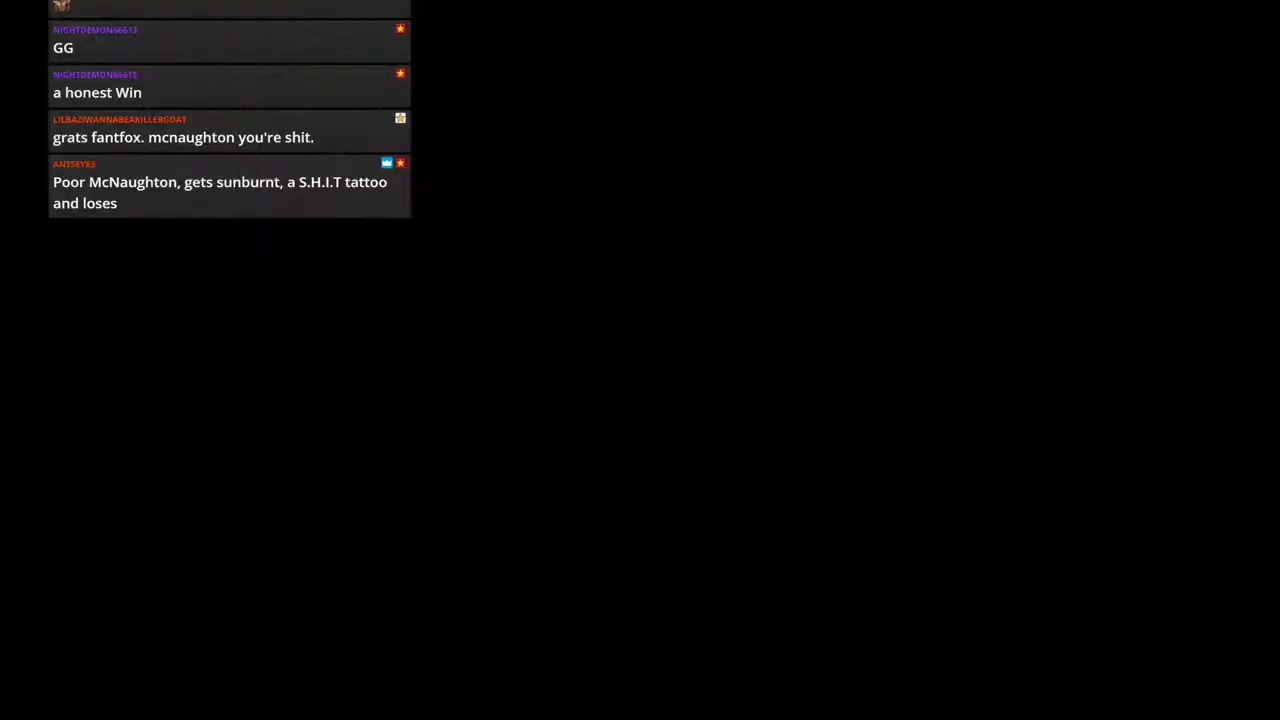 NIGHTDEMON66613
GG
NIGHTDEMON66613
a honest Win
LILBAZIWANNABEAKILLERGOAT
grats fantfox. mcnaughton you're shit.
ANTSEY83
Poor McNaughton, gets sunburnt, a S.H.I.T tattoo
and loses